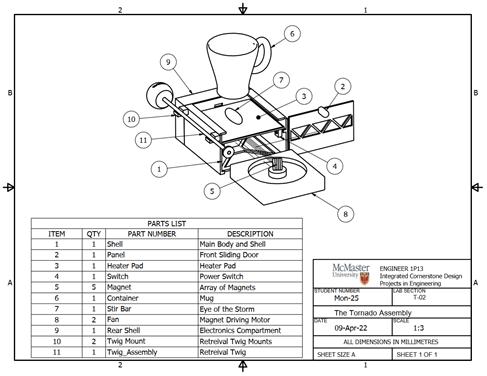 2 1
B B
6
9
7
3
2
10
11
4
1
5
8
PARTS LIST
ITEM QTY PART NUMBER DESCRIPTION
1 1 Shell Main Body and Shell
2 1 Panel Front Sliding Door
3 1 Heater Pad Heater Pad
4 1 Switch Power Switch
5 5 Magnet Array of Magnets
6 1 Container Mug
7 1 Stir Bar Eye of the Storm
8 2 Fan Magnet Driving Motor
9 1 Rear Shell Electronics Compartment
10 2 Twig Mount Retreival Twig Mounts
11 1 Twig_Assembly Retreival Twig
A A
McMaster
University
ENGINEER 1P13
Integrated Cornerstone Design
Projects in Engineering
STUDENT NUMBER LAB SECTION
Mon-25 T-02
The Tornado Assembly
DATE SCALE
09-Apr-22 1:3
ALL DIMENSIONS IN MILLIMETRES
SHEET SIZE A SHEET 1 OF 1
2 1